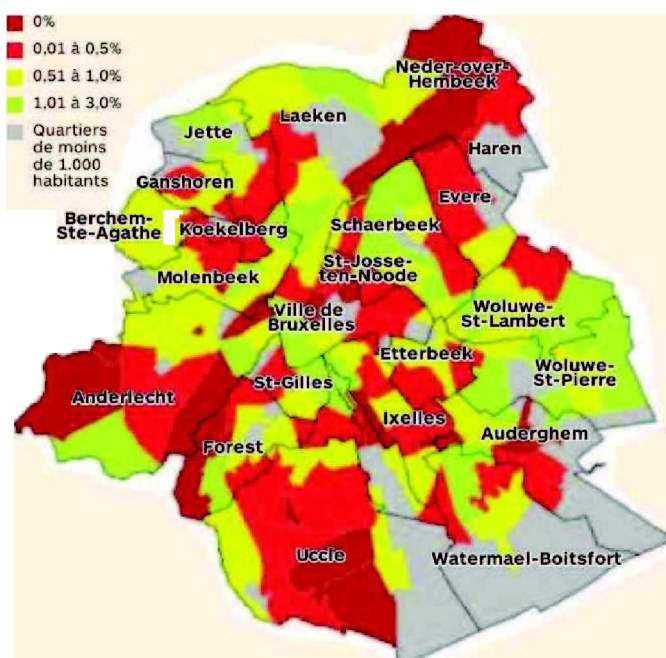 0%
0,01 à 0,5%
0,51 à 1,0%
1,01 à 3,0%
Quartiers
de moins
de 1.000
habitants
Neder-over-
Hembeek
Laeken
Jette
Haren
Ganshoren
Evere
Berchem-
Ste-Agathe
Koekelberg
Schaerbeek
St-Josse-
ten-Noode
Molenbeek
Ville de
Bruxelles
Woluwe-
St-Lambert
Etterbeek
Woluwe-
St-Pierre
St-Gilles
Anderlecht
Ixelles
Auderghem
Forest
Uccle
Watermael-Boitsfort